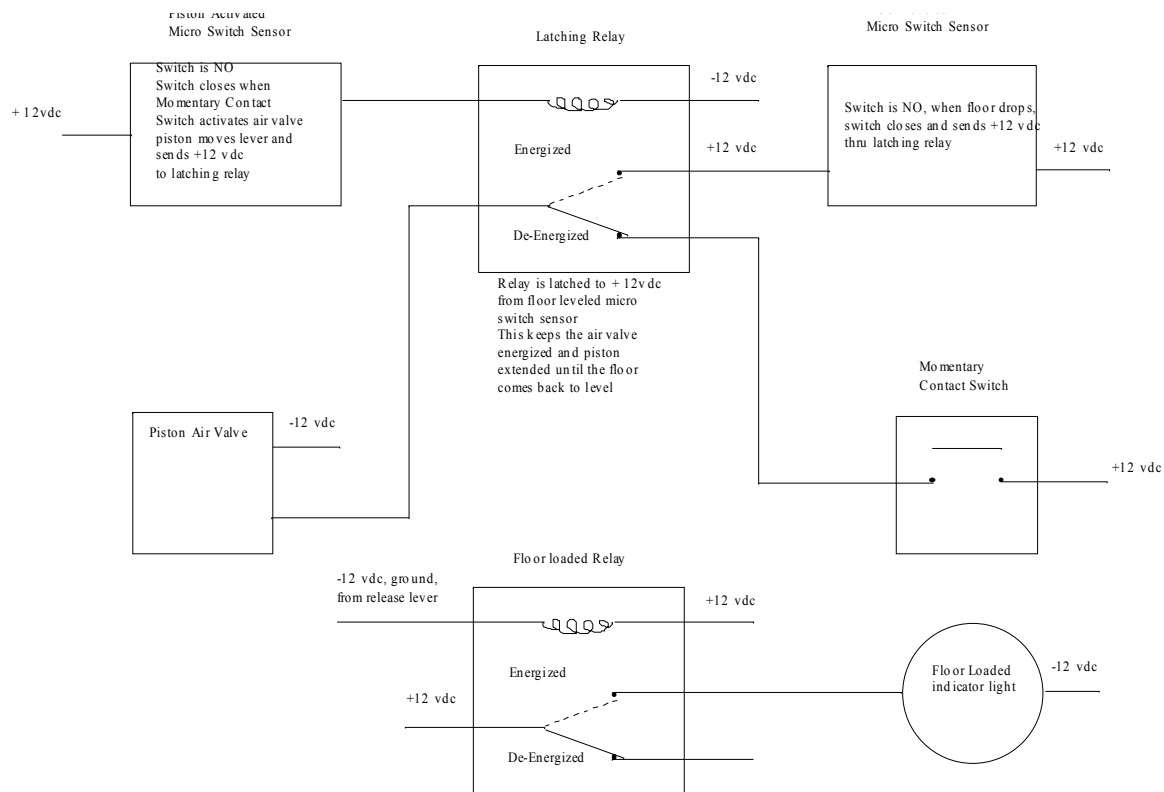 Piston Activated
Micro Switch Sensor
Switch is NO
Switch closes when
Momentary Contact
Switch activates air valve
piston moves lever and
sends +12 vdc
to latching relay
+ 12vdc
Latching Relay
-12 vdc
Energized
+12 vdc
De-Energized
Relay is latched to + 12vdc
from floor leveled micro
switch sensor
This keeps the air valve
energized and piston
extended until the floor
comes back to level
Micro Switch Sensor
Switch is NO, when floor drops,
switch closes and sends +12 vdc
thru latching relay
+12 vdc
Momentary
Contact Switch
+12 vdc
Piston Air Valve
-12 vdc
Floor loaded Relay
-12 vdc, ground,
from release lever
+12 vdc
Energized
+12 vdc
De-Energized
Floor Loaded
indicator light
-12 vdc